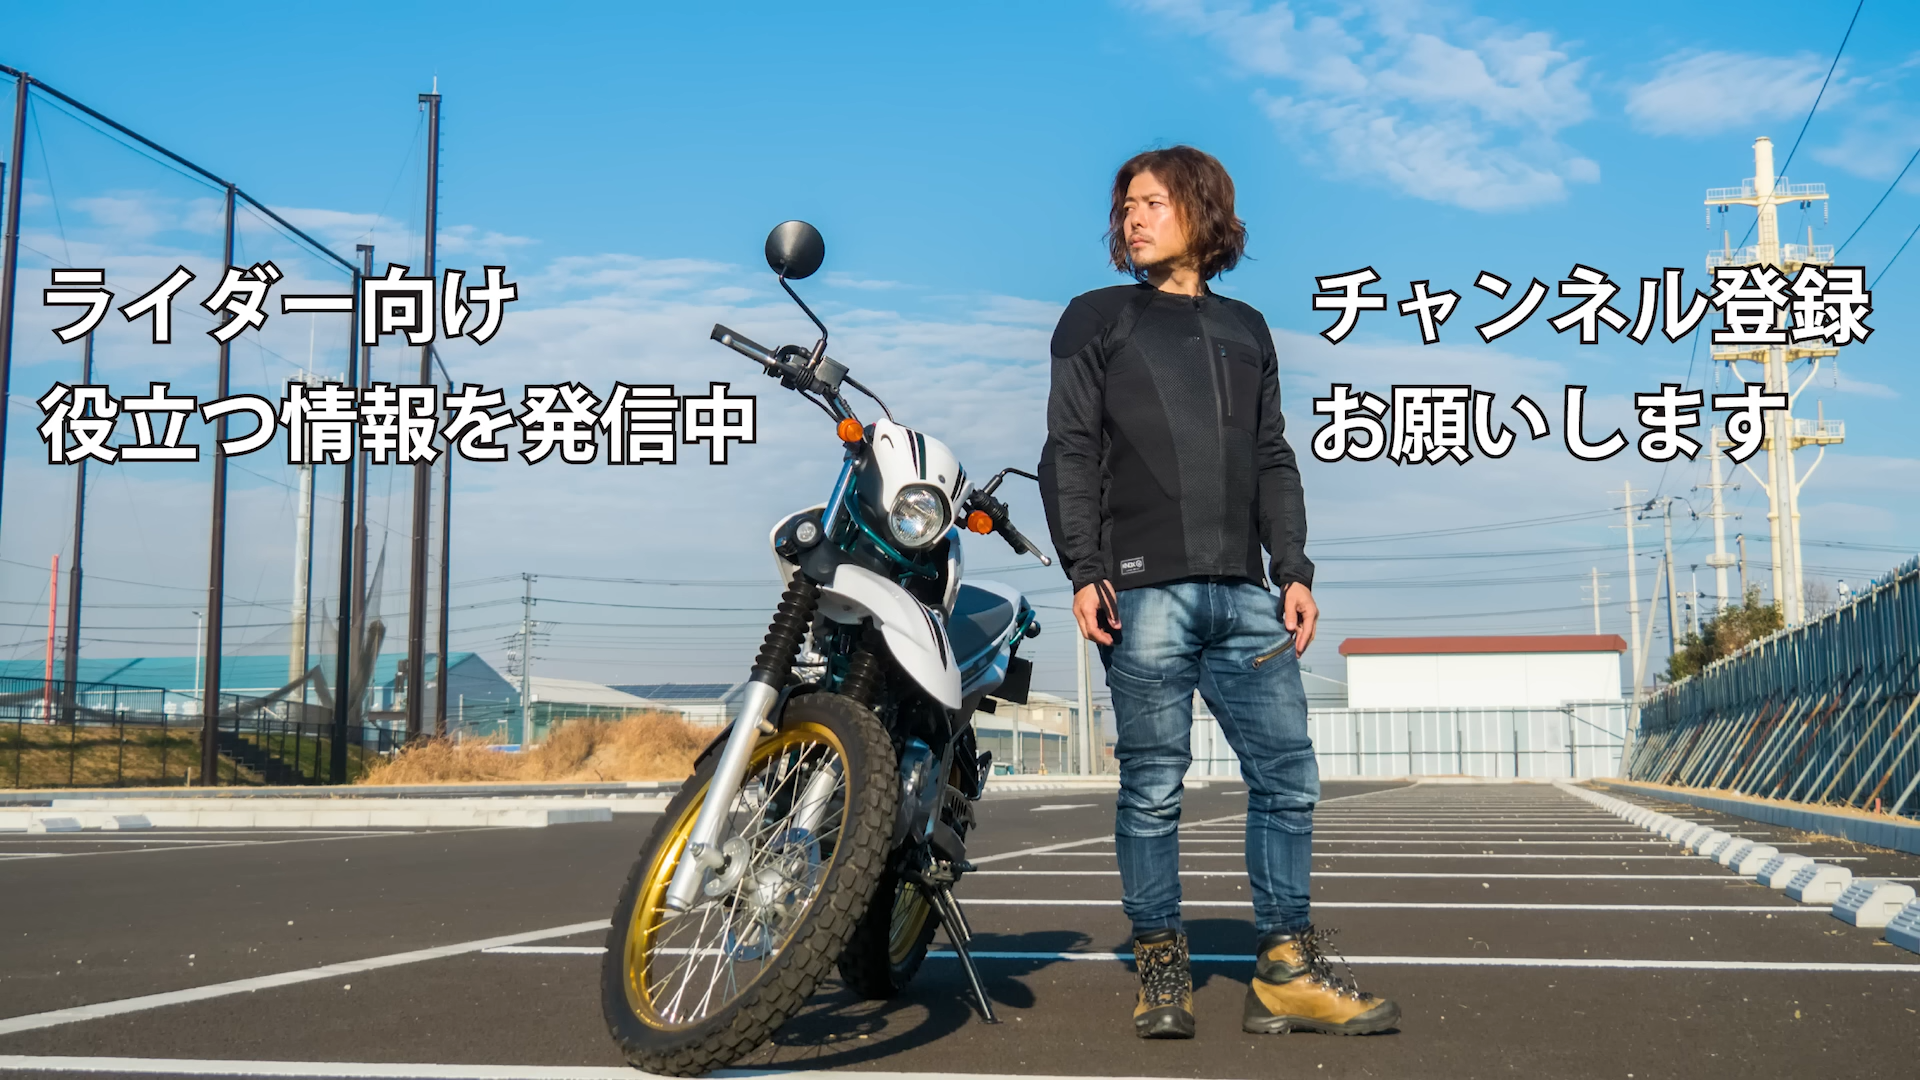 ライダー向け
役立つ情報を発信中
チャンネル登録
お願いします
KNOX